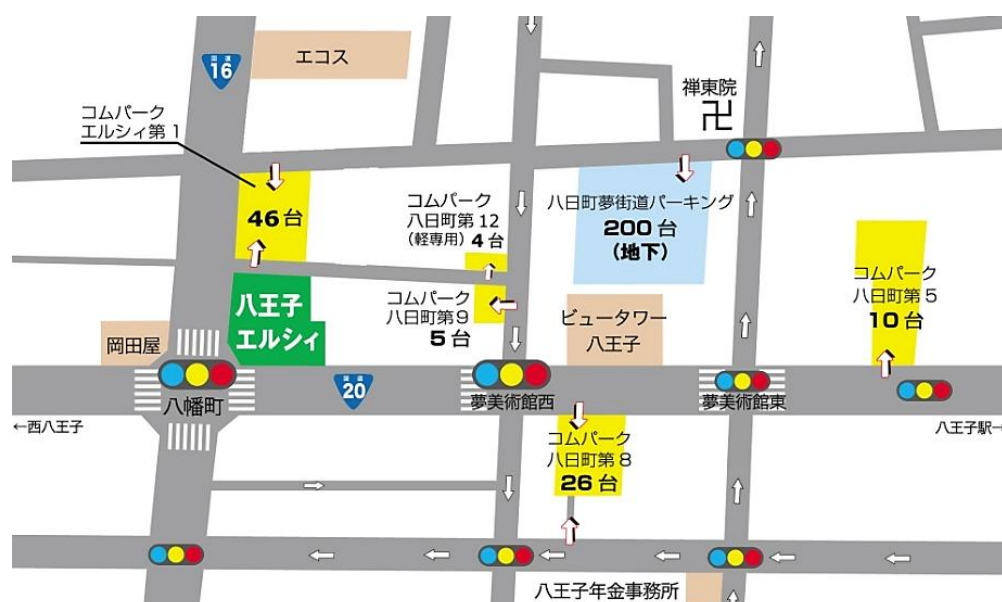 国道
16
エコス
コムパーク
エルシィ第1
禅東院
卍
46台
コムパーク
八日町第12
(軽専用) 4台
八日町夢街道パーキング
200台
(地下)
コムパーク
八日町第5
10台
八王子
エルシィ
コムパーク
八日町第9
5台
ビュータワー
八王子
岡田屋
国道
20
八幡町
夢美術館西
夢美術館東
←西八王子
八王子駅→
コムパーク
八日町第8
26台
八王子年金事務所